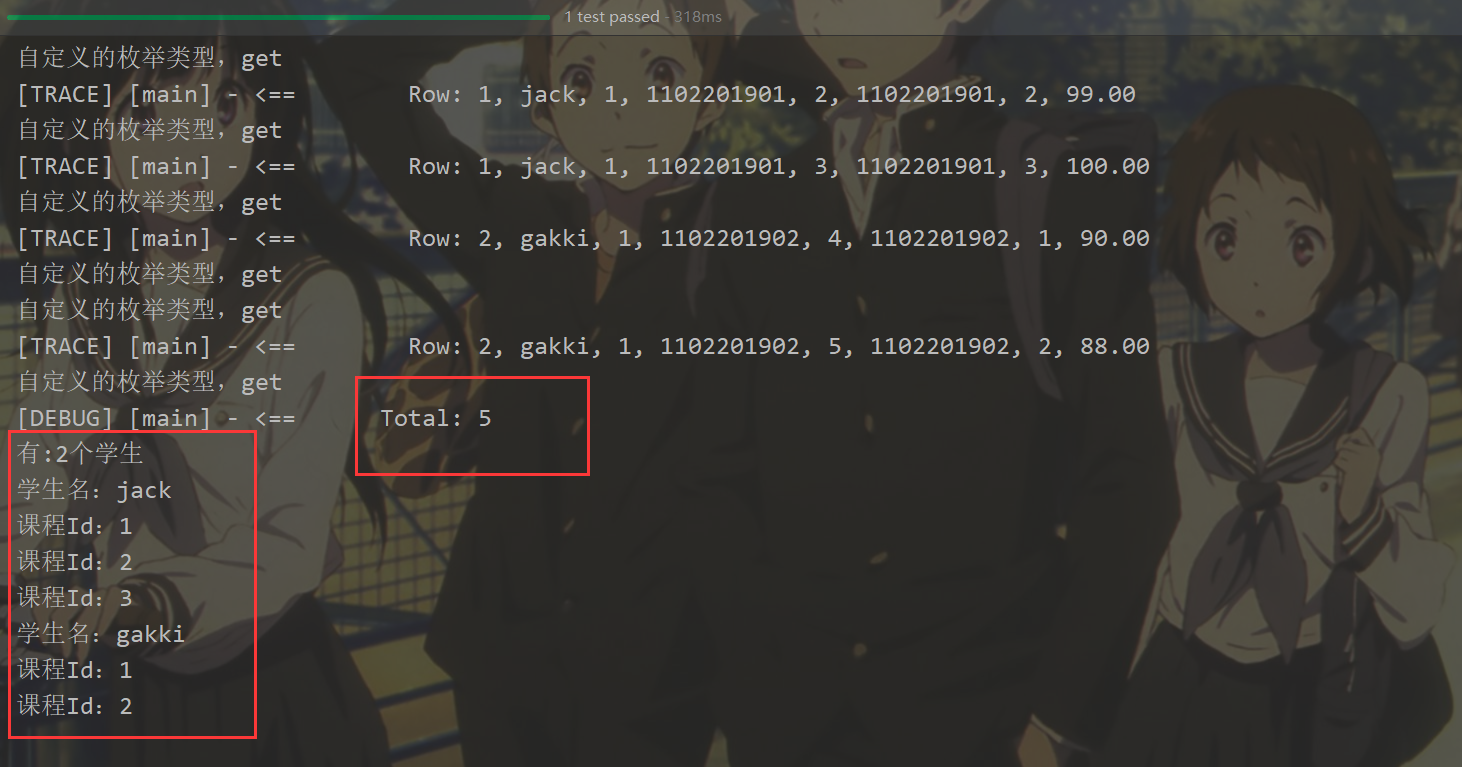 1 test passed - 318ms
自定义的枚举类型，get
[TRACE] [main] - <==        Row: 1, jack, 1, 1102201901, 2, 1102201901, 2, 99.00
自定义的枚举类型，get
[TRACE] [main] - <==        Row: 1, jack, 1, 1102201901, 3, 1102201901, 3, 100.00
自定义的枚举类型，get
[TRACE] [main] - <==        Row: 2, gakki, 1, 1102201902, 4, 1102201902, 1, 90.00
自定义的枚举类型，get
自定义的枚举类型，get
[TRACE] [main] - <==        Row: 2, gakki, 1, 1102201902, 5, 1102201902, 2, 88.00
自定义的枚举类型，get
[DEBUG] [main] - <==      Total: 5
有:2个学生
学生名：jack
课程Id：1
课程Id：2
课程Id：3
学生名：gakki
课程Id：1
课程Id：2